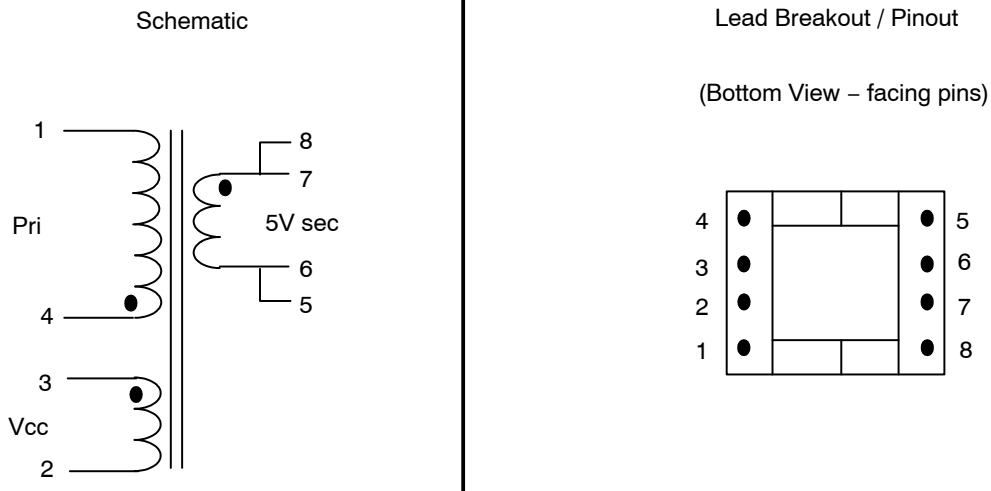 Schematic
1
Pri
4
3
Vcc
2
8
7
5V sec
6
5
Lead Breakout / Pinout
(Bottom View – facing pins)
4
3
2
1
5
6
7
8